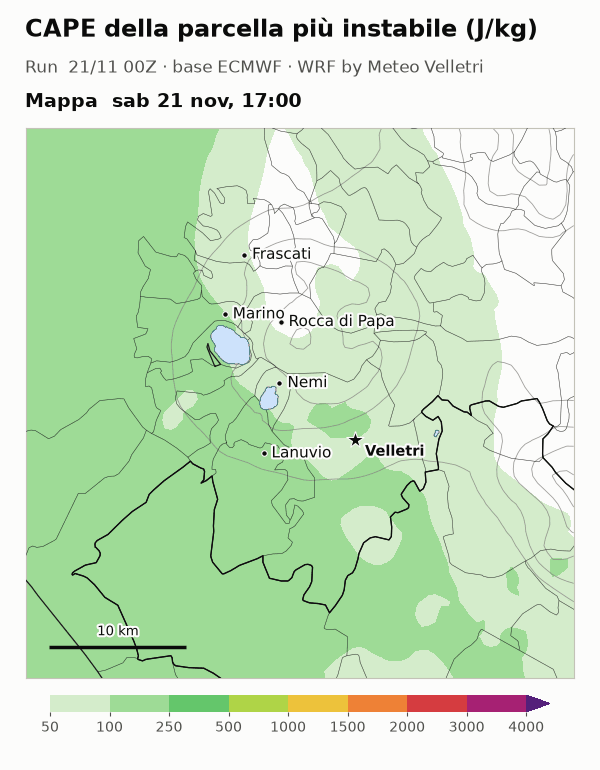 CAPE della parcella più instabile (J/kg)
Run  21/11 00Z · base ECMWF · WRF by Meteo Velletri
Mappa  sab 21 nov, 17:00
Frascati
Marino
Rocca di Papa
Nemi
Velletri
Lanuvio
10 km
50 100 250 500 1000 1500 2000 3000 4000